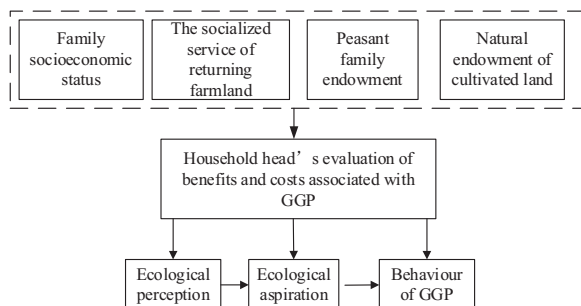 Family
socioeconomic
status
The socialized
service of
returning
farmland
Peasant
family
endowment
Natural
endowment of
cultivated land
Household head’s evaluation of
benefits and costs associated with
GGP
Ecological
perception
Ecological
aspiration
Behaviour
of GGP